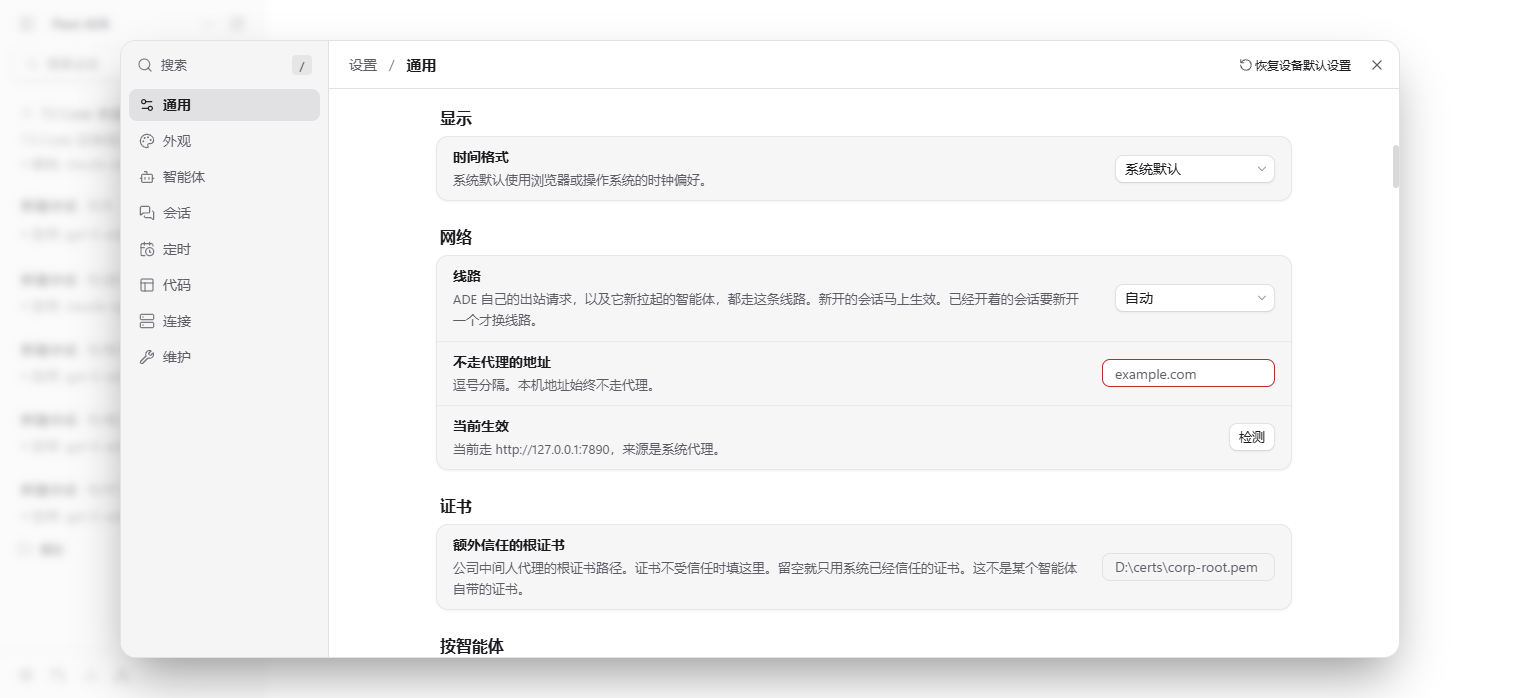 搜索 /
通用
外观
智能体
会话
定时
代码
连接
维护
设置 / 通用
恢复设备默认设置
显示
时间格式
系统默认使用浏览器或操作系统的时钟偏好。
系统默认
网络
线路
ADE 自己的出站请求，以及它新拉起的智能体，都走这条线路。新开的会话马上生效。已经开着的会话要新开
一个才换线路。
自动
不走代理的地址
逗号分隔。本机地址始终不走代理。
example.com
当前生效
当前走 http://127.0.0.1:7890，来源是系统代理。
检测
证书
额外信任的根证书
公司中间人代理的根证书路径。证书不受信任时填这里。留空就只用系统已经信任的证书。这不是某个智能体
自带的证书。
D:\certs\corp-root.pem
按智能体